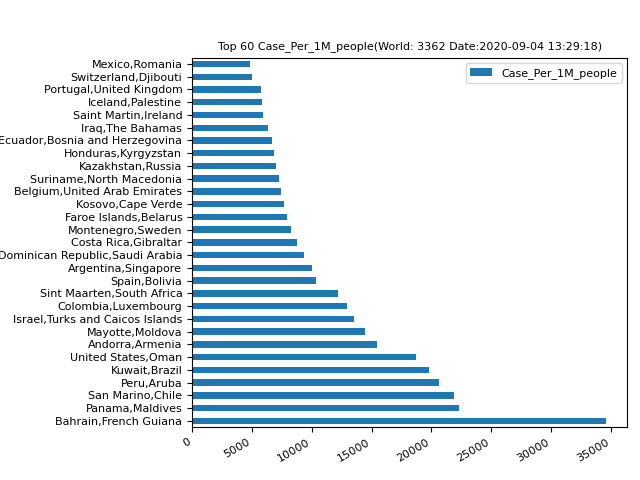 Top 60 Case_Per_1M_people(World: 3362 Date:2020-09-04 13:29:18)
Case_Per_1M_people
Mexico,Romania
Switzerland,Djibouti
Portugal,United Kingdom
Iceland,Palestine
Saint Martin,Ireland
Iraq,The Bahamas
Ecuador,Bosnia and Herzegovina
Honduras,Kyrgyzstan
Kazakhstan,Russia
Suriname,North Macedonia
Belgium,United Arab Emirates
Kosovo,Cape Verde
Faroe Islands,Belarus
Montenegro,Sweden
Costa Rica,Gibraltar
Dominican Republic,Saudi Arabia
Argentina,Singapore
Spain,Bolivia
Sint Maarten,South Africa
Colombia,Luxembourg
Israel,Turks and Caicos Islands
Mayotte,Moldova
Andorra,Armenia
United States,Oman
Kuwait,Brazil
Peru,Aruba
San Marino,Chile
Panama,Maldives
Bahrain,French Guiana
0 5000 10000 15000 20000 25000 30000 35000